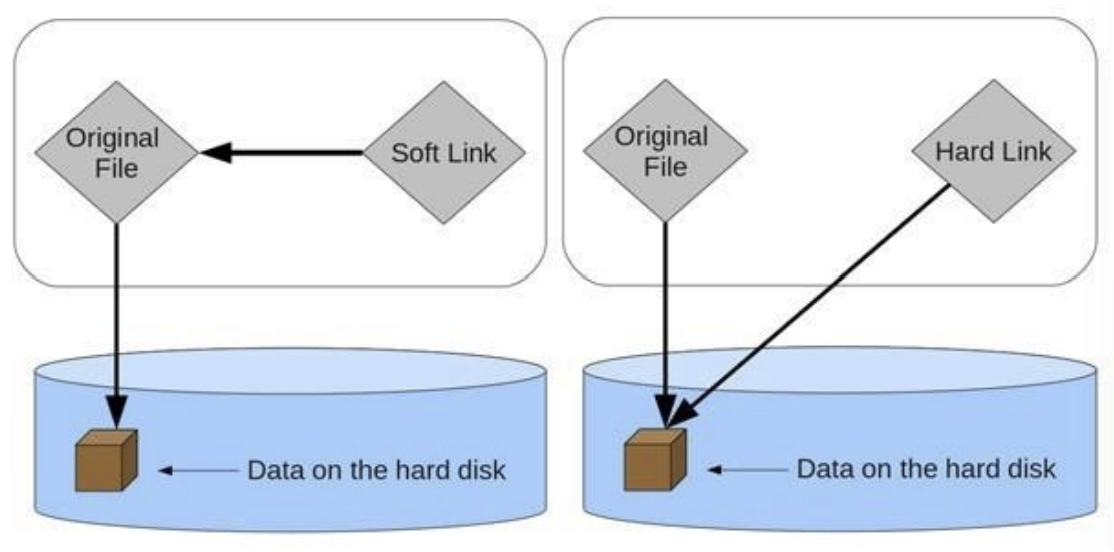 Original
File
Soft Link
Data on the hard disk
Original
File
Hard Link
Data on the hard disk